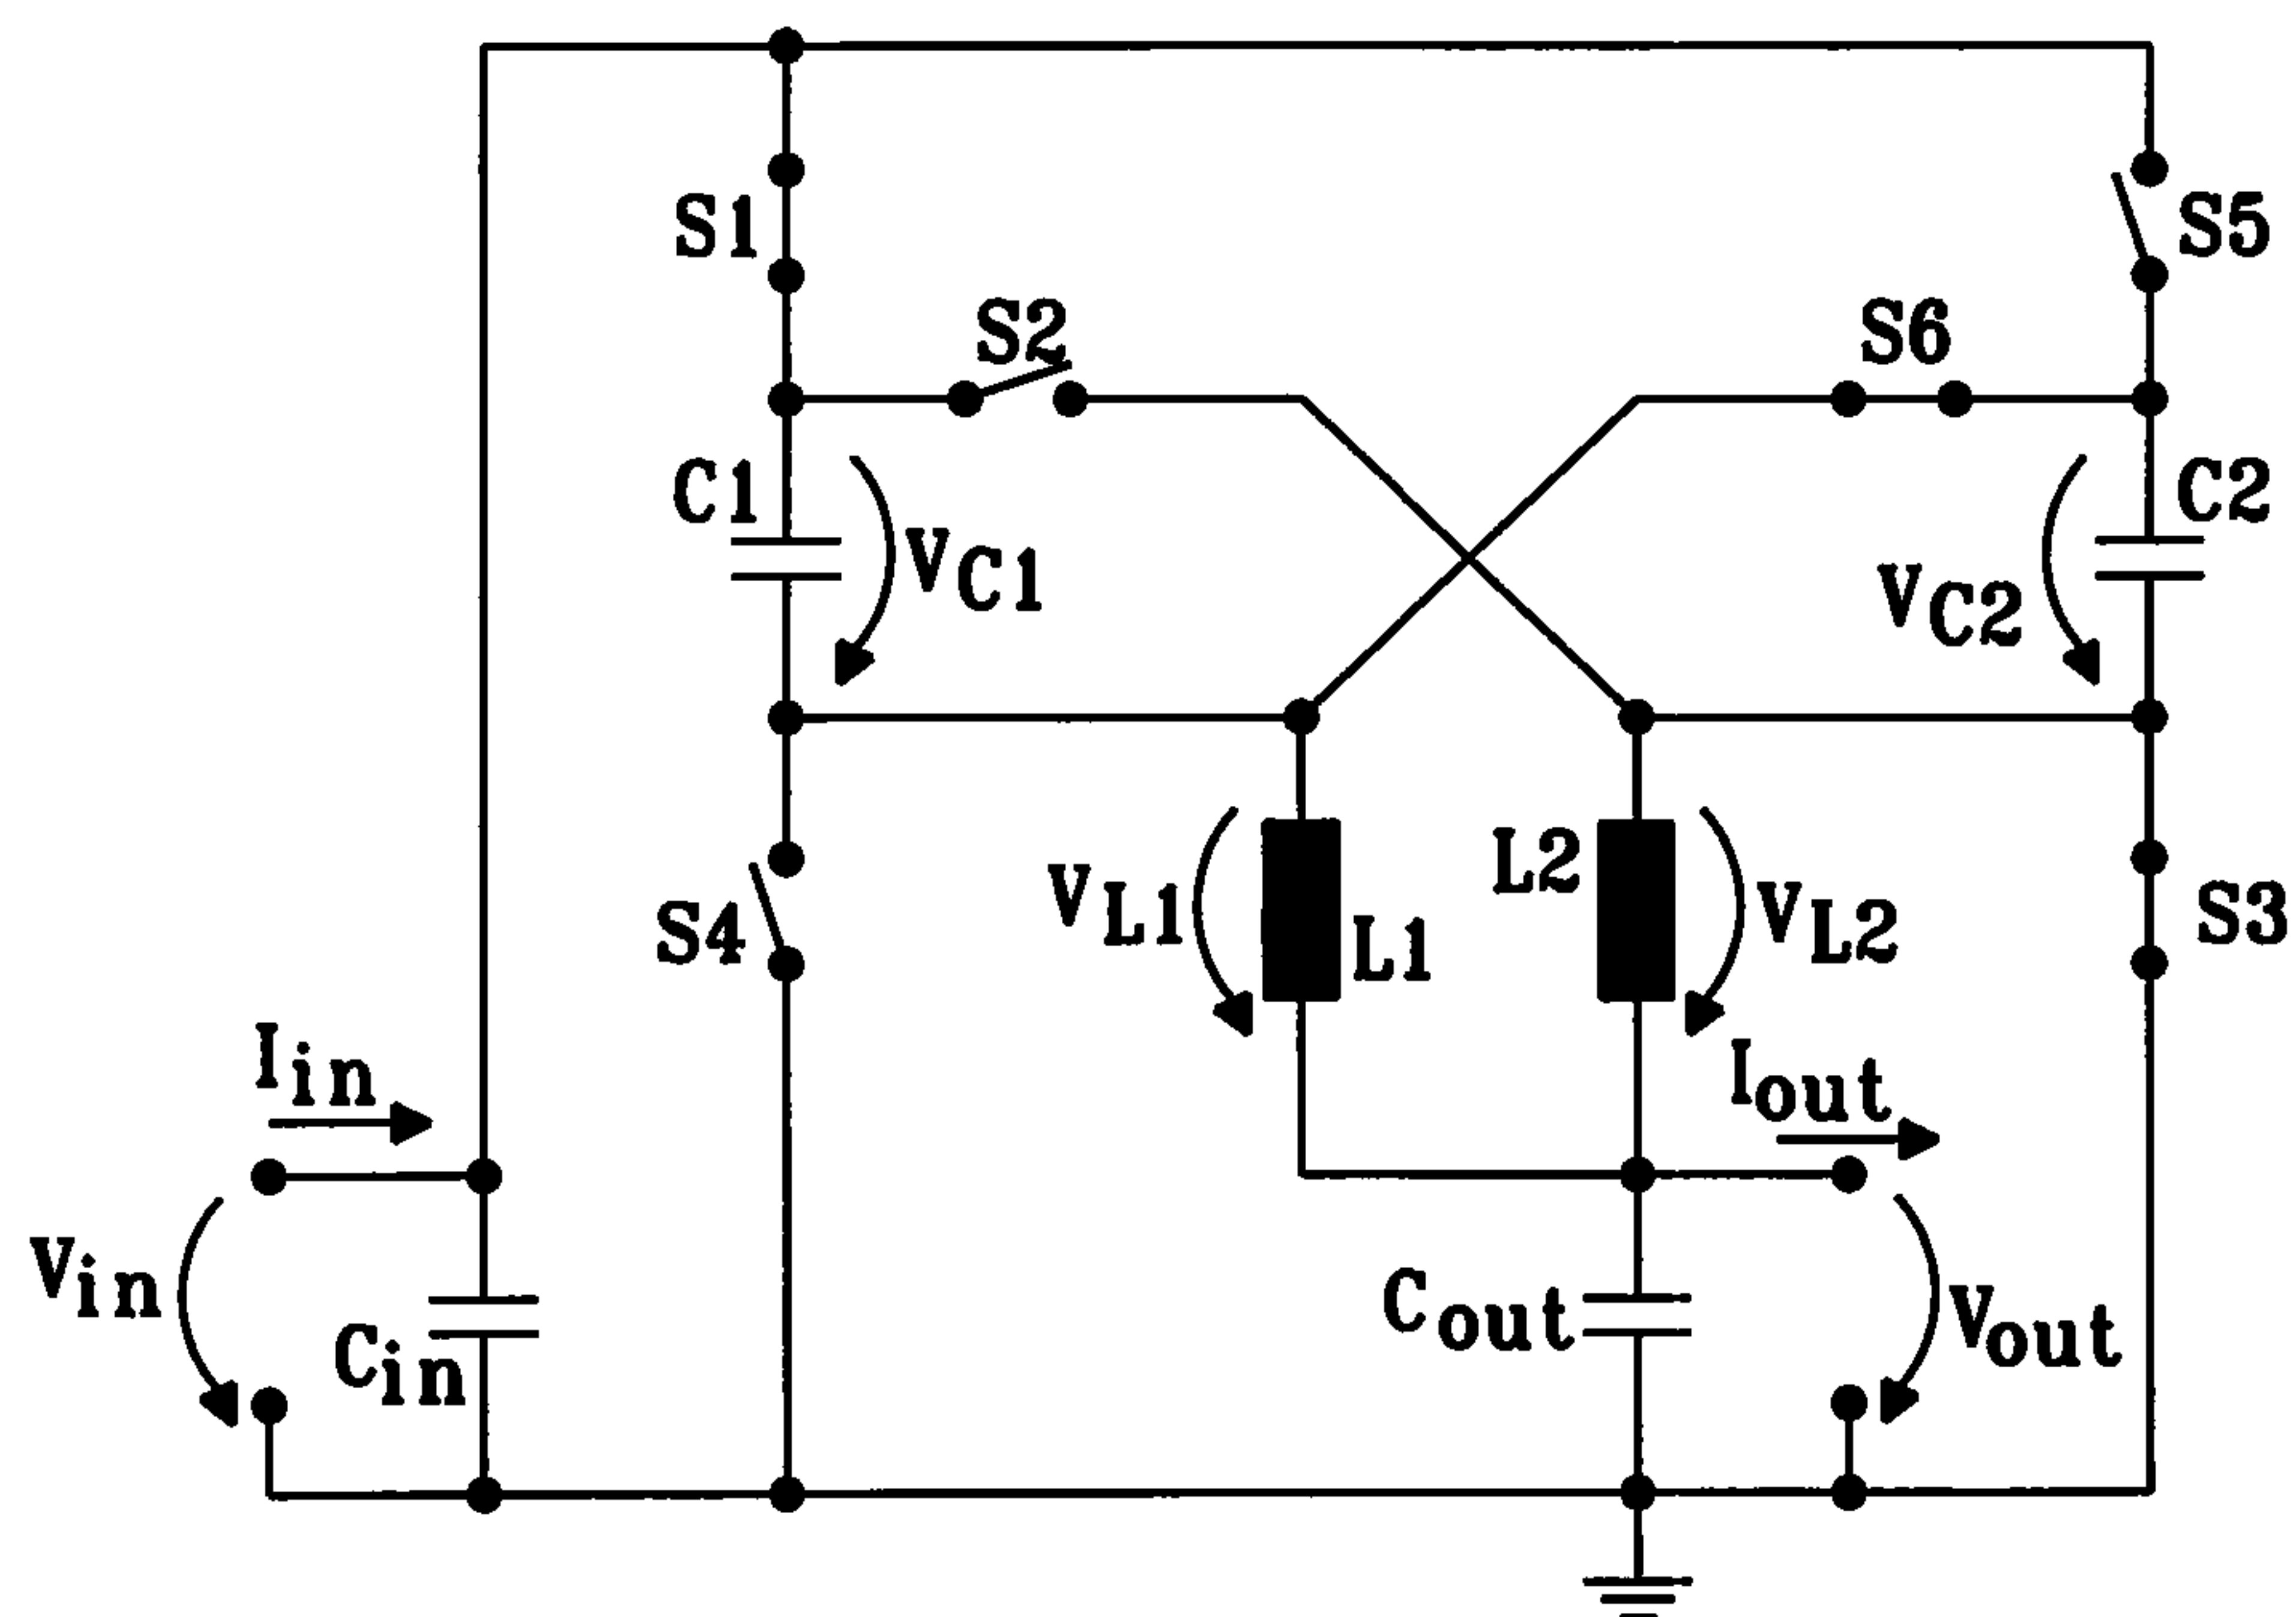 S1
S5
S2
S6
C1
VC1
C2
VC2
VL1
L1
L2
VL2
S4
S3
Iin
Iout
Vin
Cin
Cout
Vout